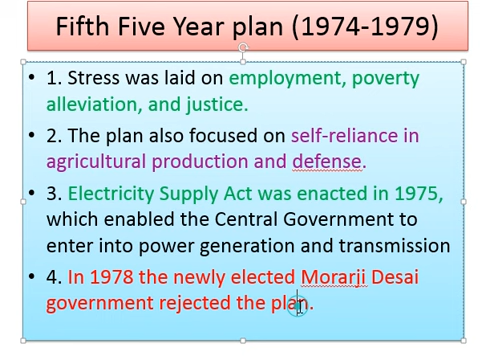 Fifth Five Year plan (1974-1979)
• 1. Stress was laid on employment, poverty
alleviation, and justice.
• 2. The plan also focused on self-reliance in
agricultural production and defense.
• 3. Electricity Supply Act was enacted in 1975,
which enabled the Central Government to
enter into power generation and transmission
• 4. In 1978 the newly elected Morarji Desai
government rejected the plan.